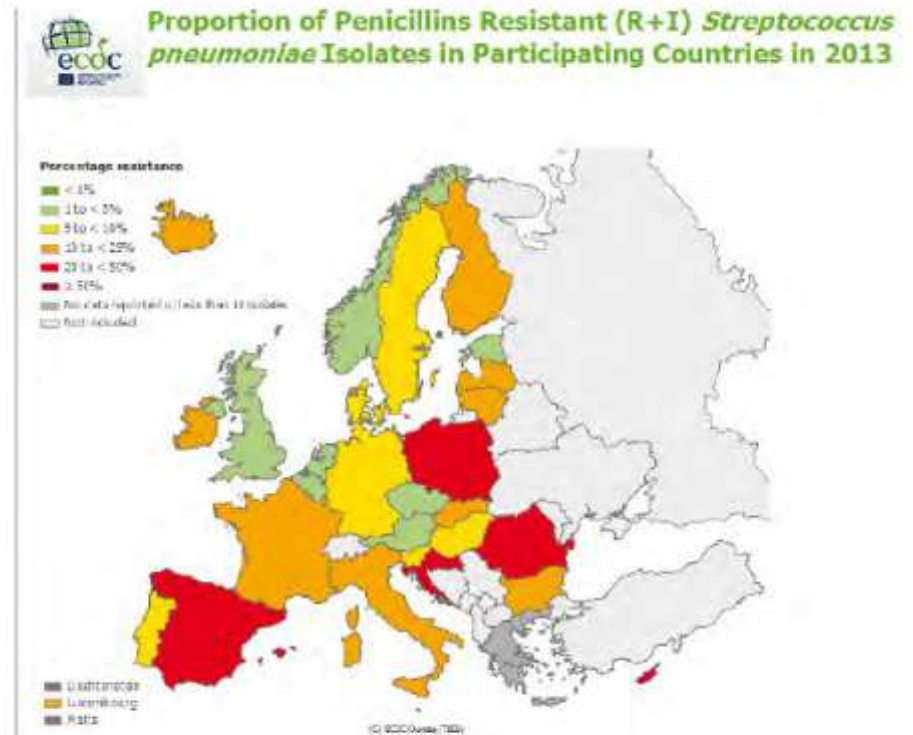 Proportion of Penicillins Resistant (R+I) Streptococcus
pneumoniae Isolates in Participating Countries in 2013
ecdc
Percentage resistance
< 1%
1 to < 5%
5 to < 10%
10 to < 25%
25 to < 50%
≥ 50%
No data reported or less than 10 isolates
Not included
Liechtenstein
Luxembourg
Malta